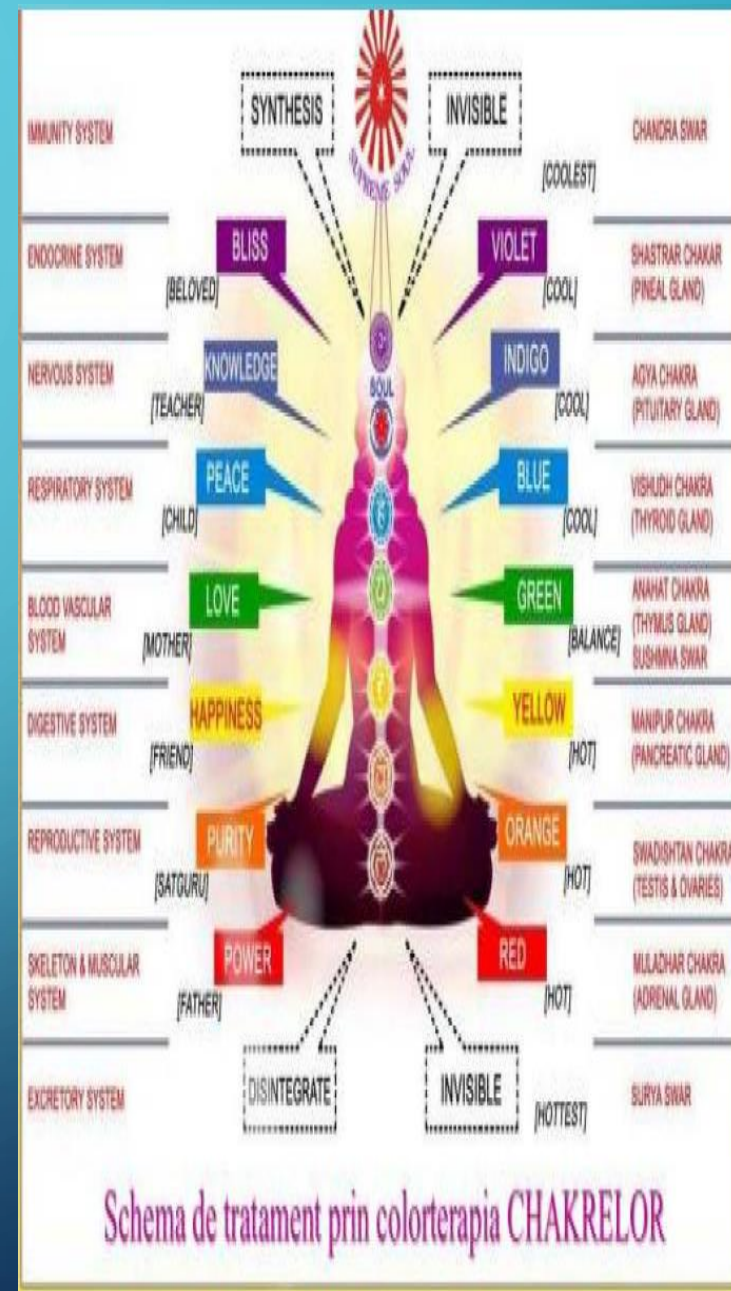 SYNTHESIS
INVISIBLE
SUPREME SOUL
IMMUNITY SYSTEM
[COOLEST]
CHANDRA SWAR
ENDOCRINE SYSTEM
[BELOVED]
BLISS
VIOLET
[COOL]
SHASTRAR CHAKAR
(PINEAL GLAND)
NERVOUS SYSTEM
[TEACHER]
KNOWLEDGE
SOUL
INDIGO
[COOL]
AGYA CHAKRA
(PITUITARY GLAND)
RESPIRATORY SYSTEM
[CHILD]
PEACE
BLUE
[COOL]
VISHUDH CHAKRA
(THYROID GLAND)
BLOOD VASCULAR
SYSTEM
[MOTHER]
LOVE
GREEN
[BALANCE]
ANAHAT CHAKRA
(THYMUS GLAND)
SUSHMNA SWAR
DIGESTIVE SYSTEM
[FRIEND]
HAPPINESS
YELLOW
[HOT]
MANIPUR CHAKRA
(PANCREATIC GLAND)
REPRODUCTIVE SYSTEM
[SATGURU]
PURITY
ORANGE
[HOT]
SWADISHTAN CHAKRA
(TESTIS & OVARIES)
SKELETON & MUSCULAR
SYSTEM
[FATHER]
POWER
RED
[HOT]
MULADHAR CHAKRA
(ADRENAL GLAND)
EXCRETORY SYSTEM
DISINTEGRATE
INVISIBLE
[HOTTEST]
SURYA SWAR
Schema de tratament prin colorterapia CHAKRELOR